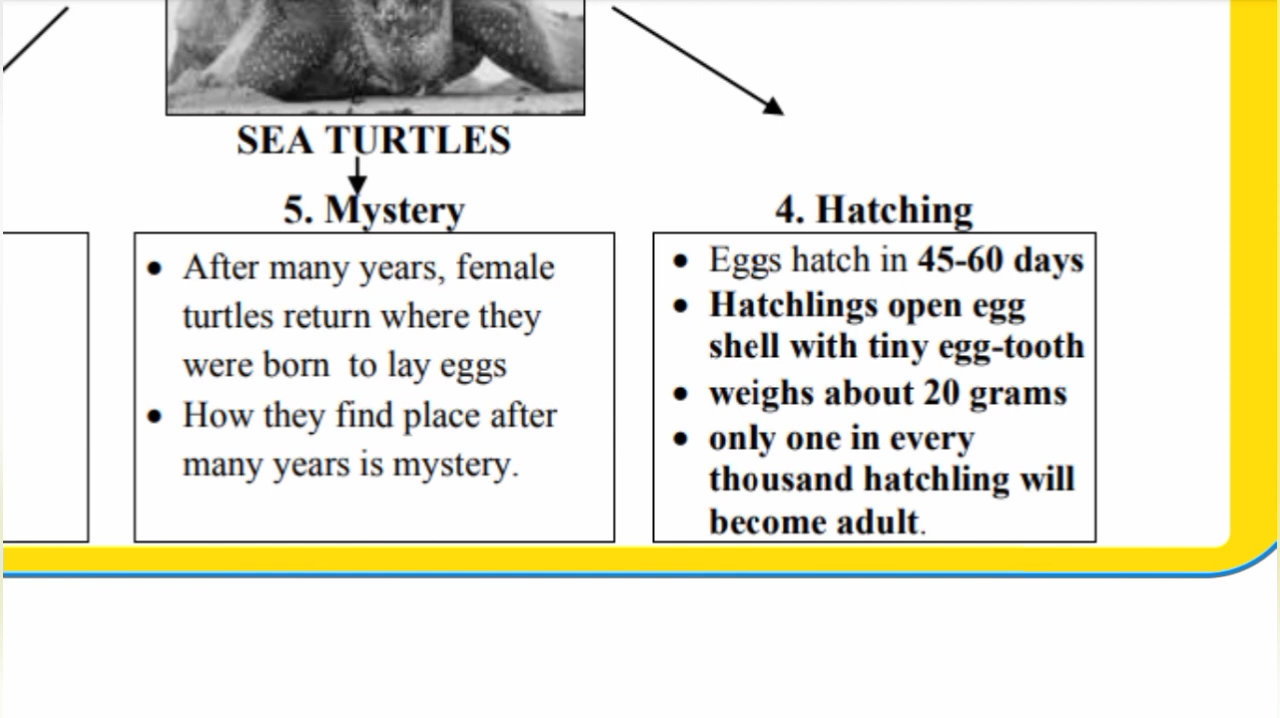 SEA TURTLES
5. Mystery
• After many years, female
turtles return where they
were born to lay eggs
• How they find place after
many years is mystery.
4. Hatching
• Eggs hatch in 45-60 days
• Hatchlings open egg
shell with tiny egg-tooth
• weighs about 20 grams
• only one in every
thousand hatchling will
become adult.